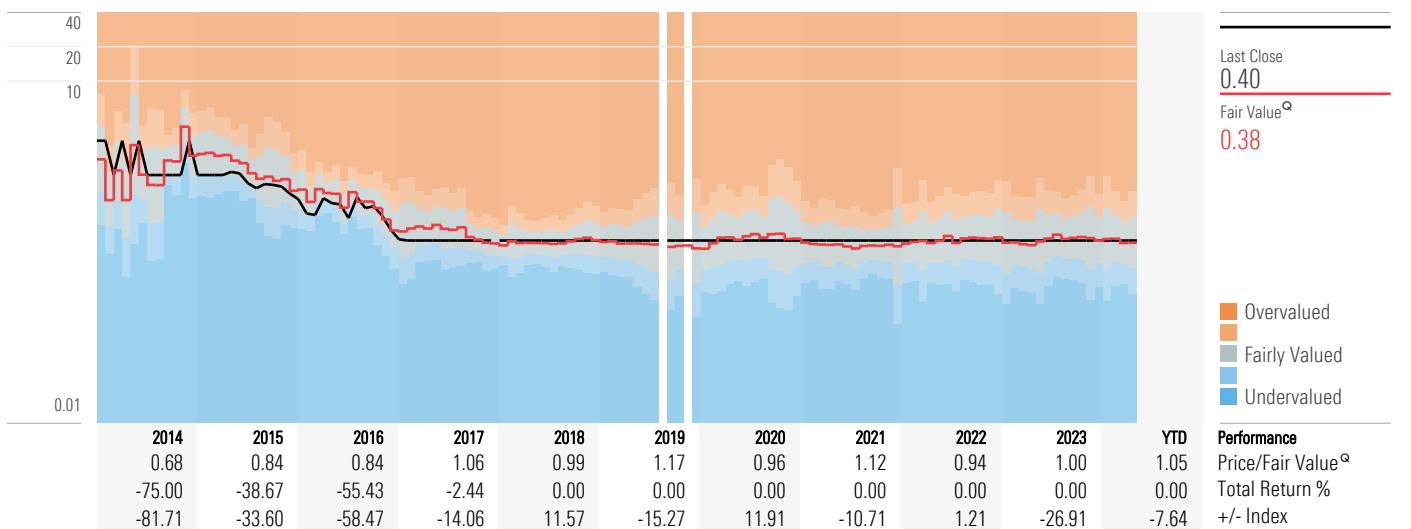 40
20
10
0.01
Last Close
0.40
Fair Value Q
0.38
Overvalued
Fairly Valued
Undervalued
2014 2015 2016 2017 2018 2019 2020 2021 2022 2023 YTD Performance
0.68 0.84 0.84 1.06 0.99 1.17 0.96 1.12 0.94 1.00 1.05 Price/Fair Value Q
-75.00 -38.67 -55.43 -2.44 0.00 0.00 0.00 0.00 0.00 0.00 0.00 Total Return %
-81.71 -33.60 -58.47 -14.06 11.57 -15.27 11.91 -10.71 1.21 -26.91 -7.64 +/- Index